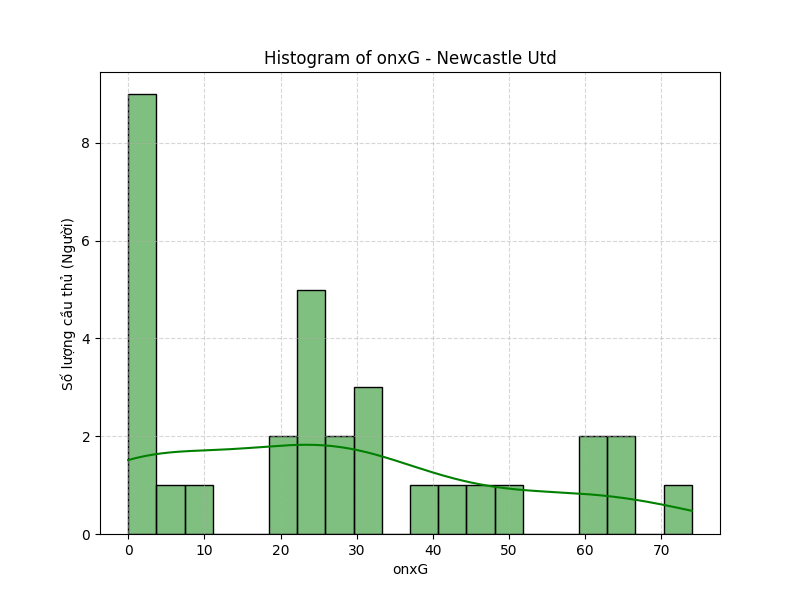 Histogram of onxG - Newcastle Utd
Số lượng cầu thủ (Người)
8
6
4
2
0
0 10 20 30 40 50 60 70
onxG